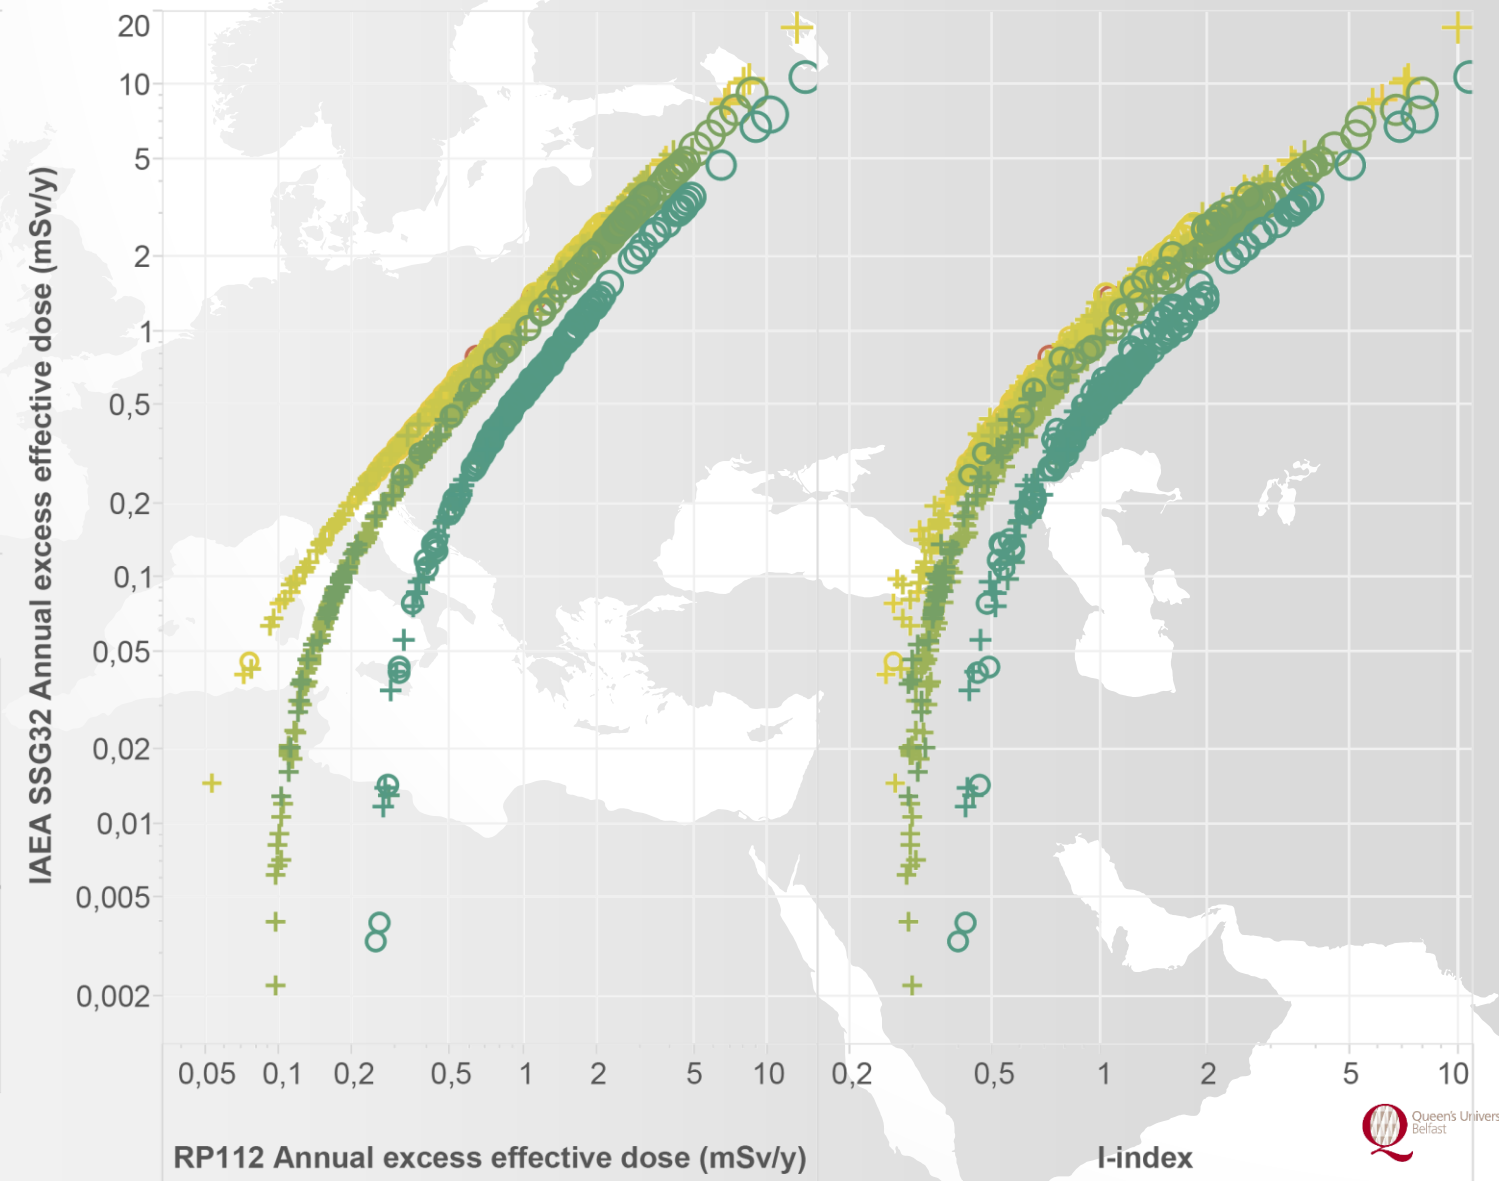 20
10
5
2
1
0,5
0,2
0,1
0,05
0,02
0,01
0,005
0,002
IAEA SSG32 Annual excess effective dose (mSv/y)
0,05 0,1 0,2 0,5 1 2 5 10 0,2 0,5 1 2 5 10
RP112 Annual excess effective dose (mSv/y) I-index
Queen's Univers
Belfast